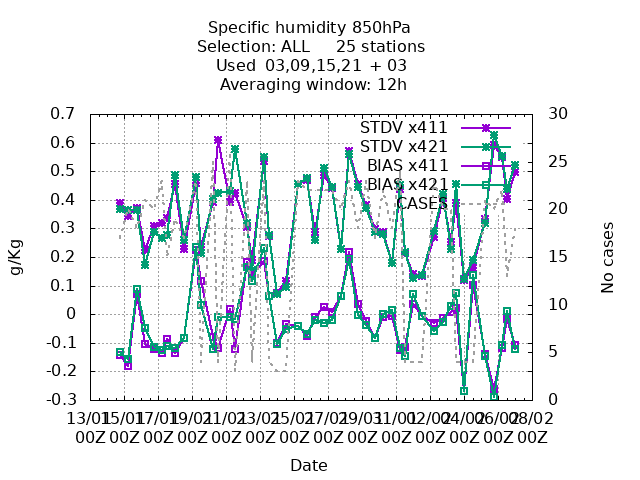 Specific humidity 850hPa
Selection: ALL 25 stations
Used 03,09,15,21 + 03
Averaging window: 12h
0.7 30
STDV x411
0.6
STDV x421
25
BIAS x411
0.5
BIAS x421
0.4 CASES 20
0.3
15
0.2
0.1
10
0
-0.1
5
-0.2
-0.3 0
g/Kg
No cases
13/01 15/01 17/01 19/01 21/01 23/01 25/01 27/01 29/01 31/01 02/02 04/02 06/02 08/02
00Z 00Z 00Z 00Z 00Z 00Z 00Z 00Z 00Z 00Z 00Z 00Z 00Z 00Z
Date